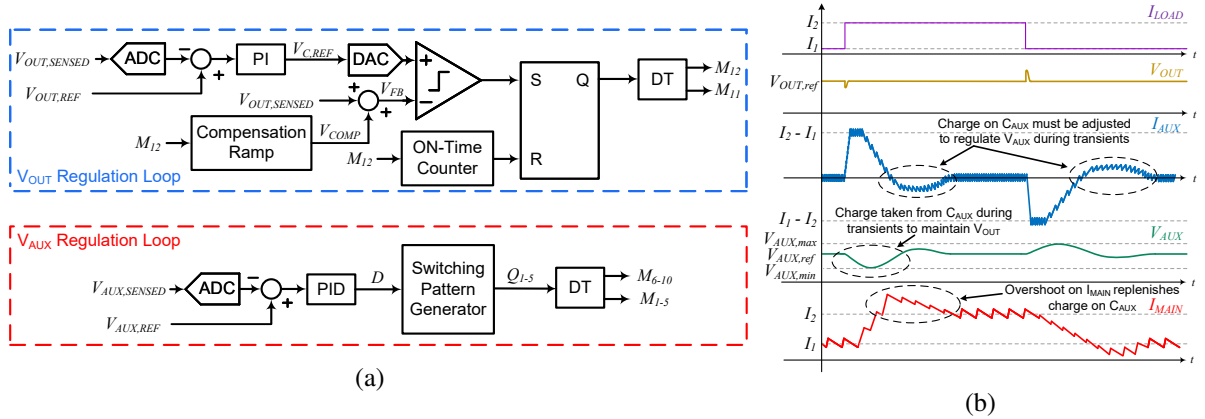 V_OUT,SENSED
ADC
−
+
V_OUT,REF
PI
V_C,REF
DAC
+
−
V_OUT,SENSED
+
+
V_FB
V_COMP
M_12
Compensation
Ramp
M_12
ON-Time
Counter
S
R
Q
DT
M_12
M_11
V_OUT Regulation Loop
V_AUX Regulation Loop
V_AUX,SENSED
ADC
−
+
V_AUX,REF
PID
D
Switching
Pattern
Generator
Q_1-5
DT
M_6-10
M_1-5
(a)
I_2
I_1
I_LOAD
t
V_OUT,ref
V_OUT
t
I_2 - I_1
I_1 - I_2
Charge on C_AUX must be adjusted
to regulate V_AUX during transients
I_AUX
t
Charge taken from C_AUX during
transients to maintain V_OUT
V_AUX,max
V_AUX,ref
V_AUX,min
V_AUX
t
Overshoot on I_MAIN replenishes
charge on C_AUX
I_MAIN
I_2
I_1
t
(b)